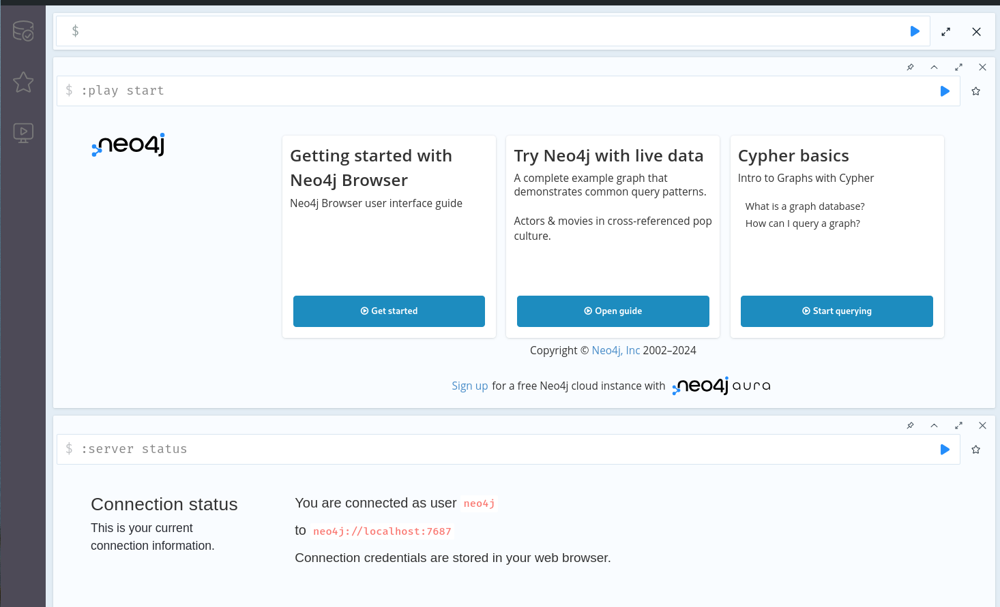 $
$ :play start
neo4j
Getting started with
Neo4j Browser
Neo4j Browser user interface guide
Get started
Try Neo4j with live data
A complete example graph that
demonstrates common query patterns.
Actors & movies in cross-referenced pop
culture.
Open guide
Cypher basics
Intro to Graphs with Cypher
What is a graph database?
How can I query a graph?
Start querying
Copyright © Neo4j, Inc 2002–2024
Sign up for a free Neo4j cloud instance with neo4j aura
$ :server status
Connection status
This is your current
connection information.
You are connected as user neo4j
to neo4j://localhost:7687
Connection credentials are stored in your web browser.